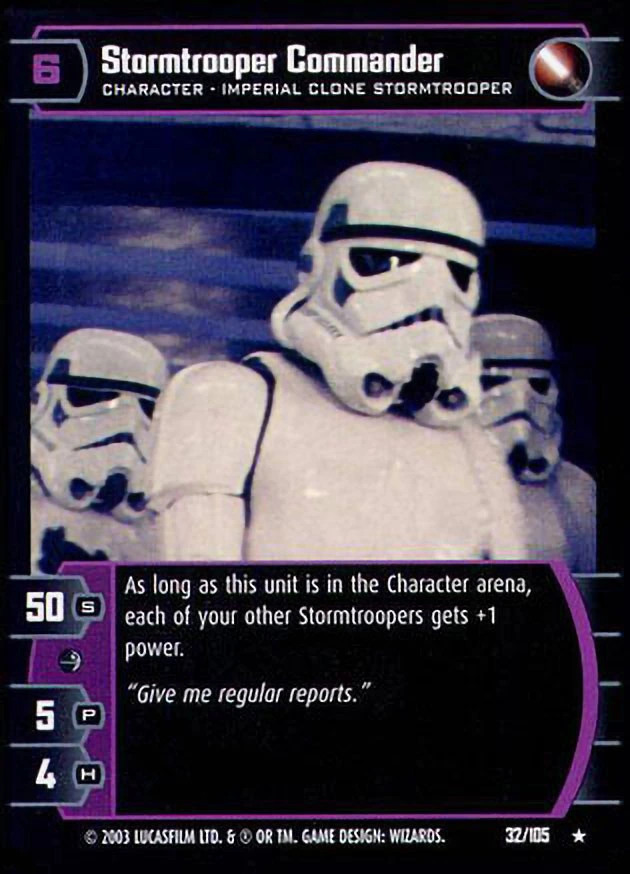 6
Stormtrooper Commander
CHARACTER · IMPERIAL CLONE STORMTROOPER
As long as this unit is in the Character arena,
each of your other Stormtroopers gets +1
power.
"Give me regular reports."
50 S
5 P
4 H
© 2003 LUCASFILM LTD. & ® OR TM. GAME DESIGN: WIZARDS. 32/105 ★